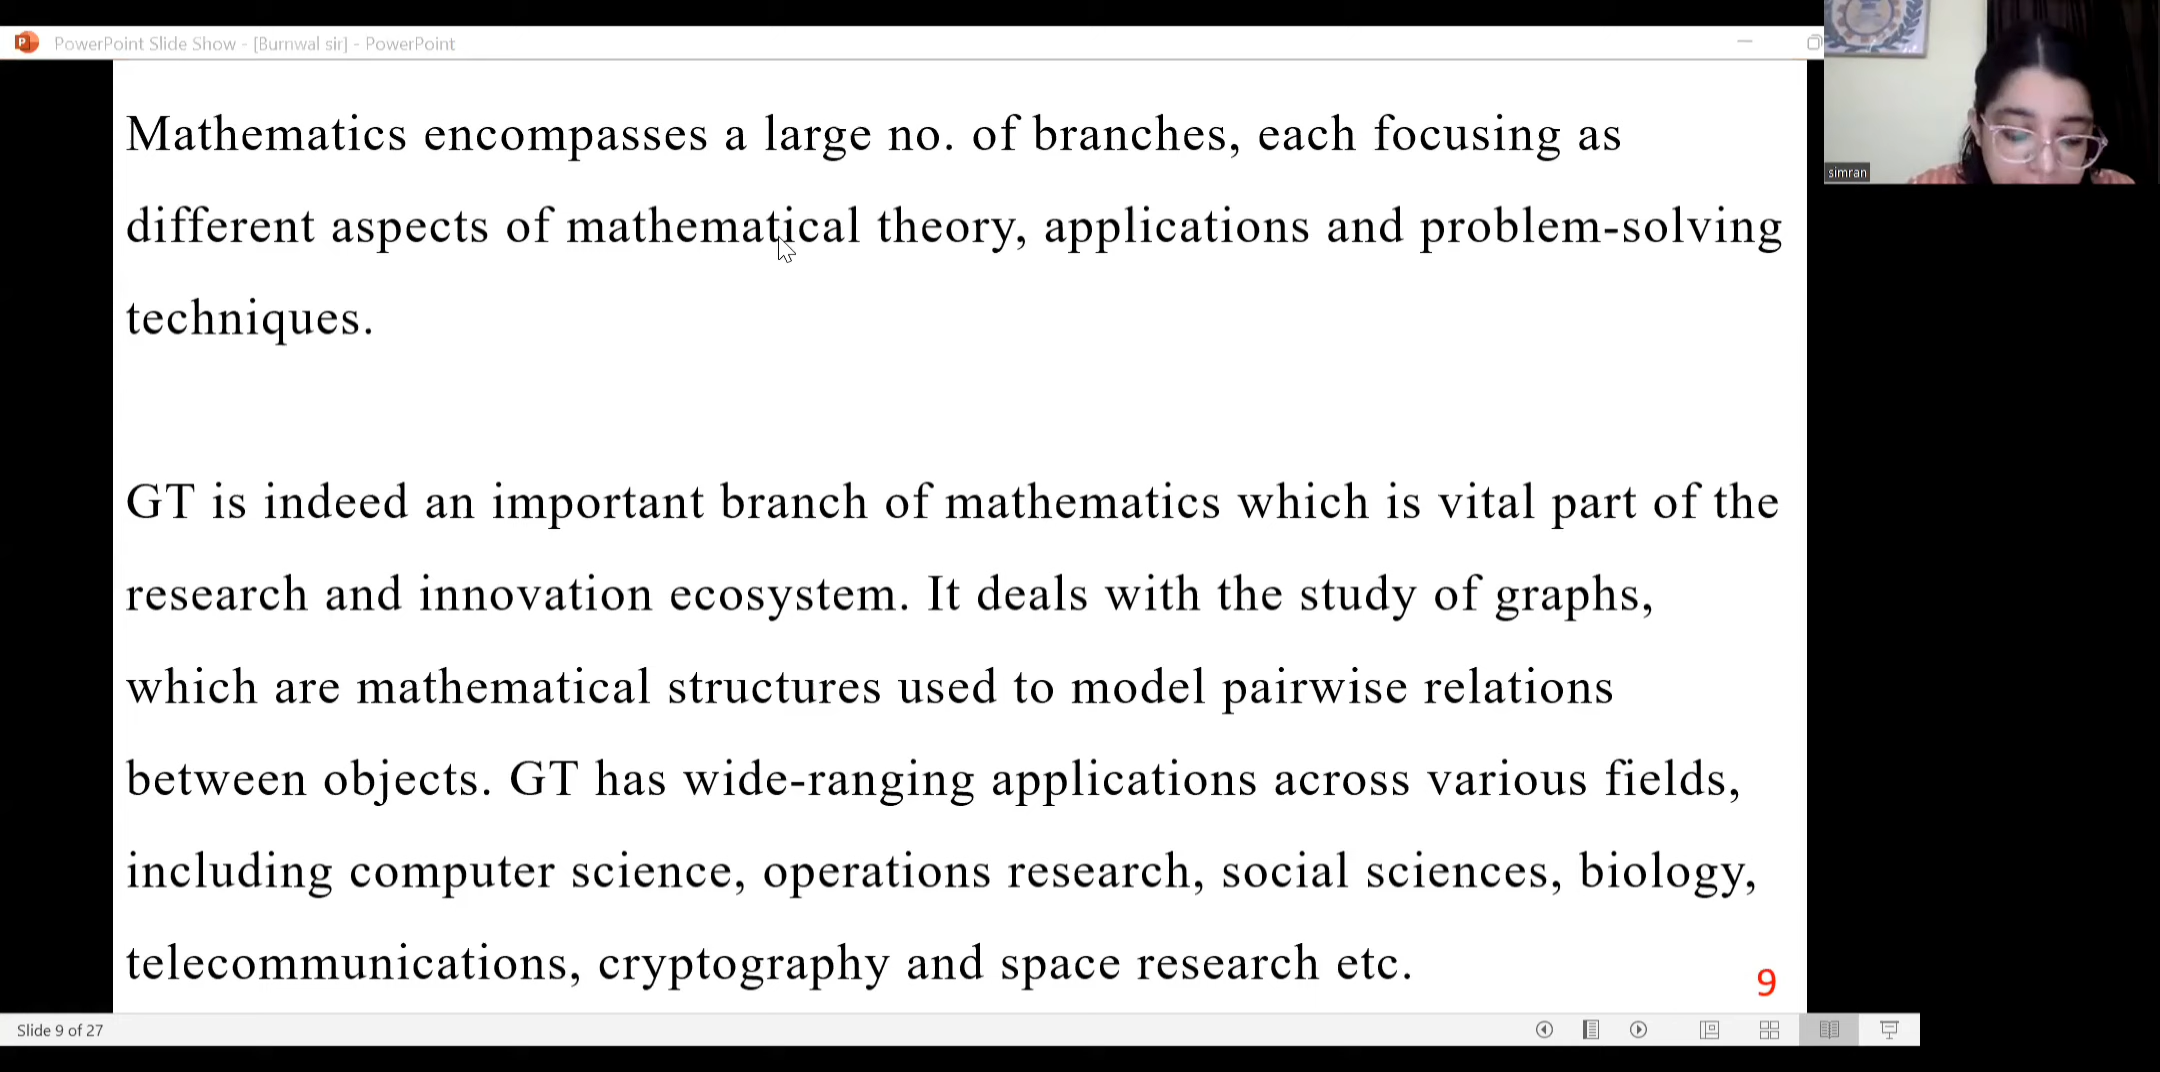 PowerPoint Slide Show - [Burnwal sir] - PowerPoint
simran
Mathematics encompasses a large no. of branches, each focusing as
different aspects of mathematical theory, applications and problem-solving
techniques.
GT is indeed an important branch of mathematics which is vital part of the
research and innovation ecosystem. It deals with the study of graphs,
which are mathematical structures used to model pairwise relations
between objects. GT has wide-ranging applications across various fields,
including computer science, operations research, social sciences, biology,
telecommunications, cryptography and space research etc.
9
Slide 9 of 27